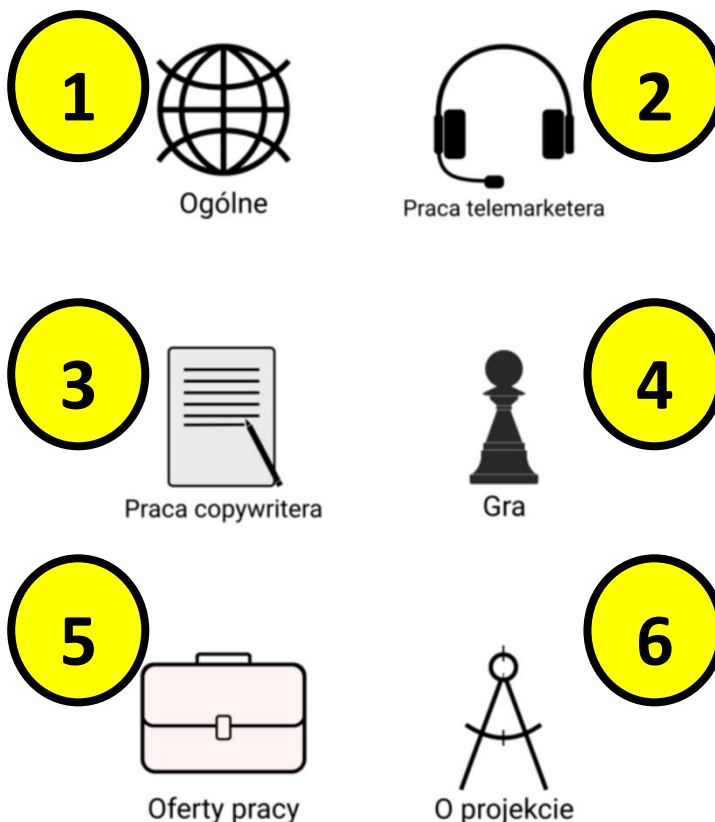 1
2
Ogólne
Praca telemarketera
3
4
Praca copywritera
Gra
5
6
Oferty pracy
O projekcie